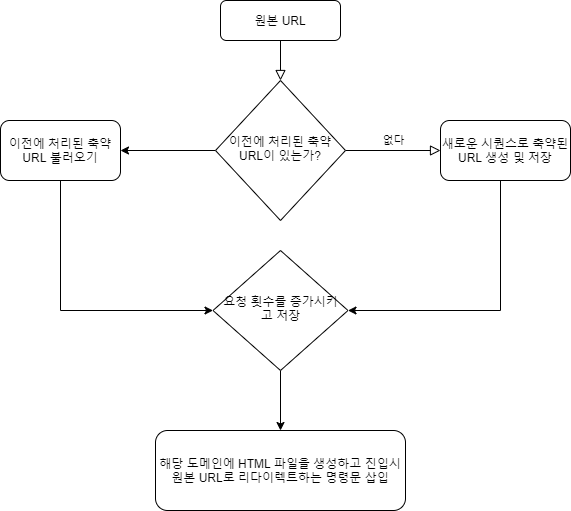 원본 URL
이전에 처리된 축약
URL이 있는가?
없다
이전에 처리된 축약
URL 불러오기
새로운 시퀀스로 축약된
URL 생성 및 저장
요청 횟수를 증가시키
고 저장
해당 도메인에 HTML 파일을 생성하고 진입시
원본 URL로 리다이렉트하는 명령문 삽입